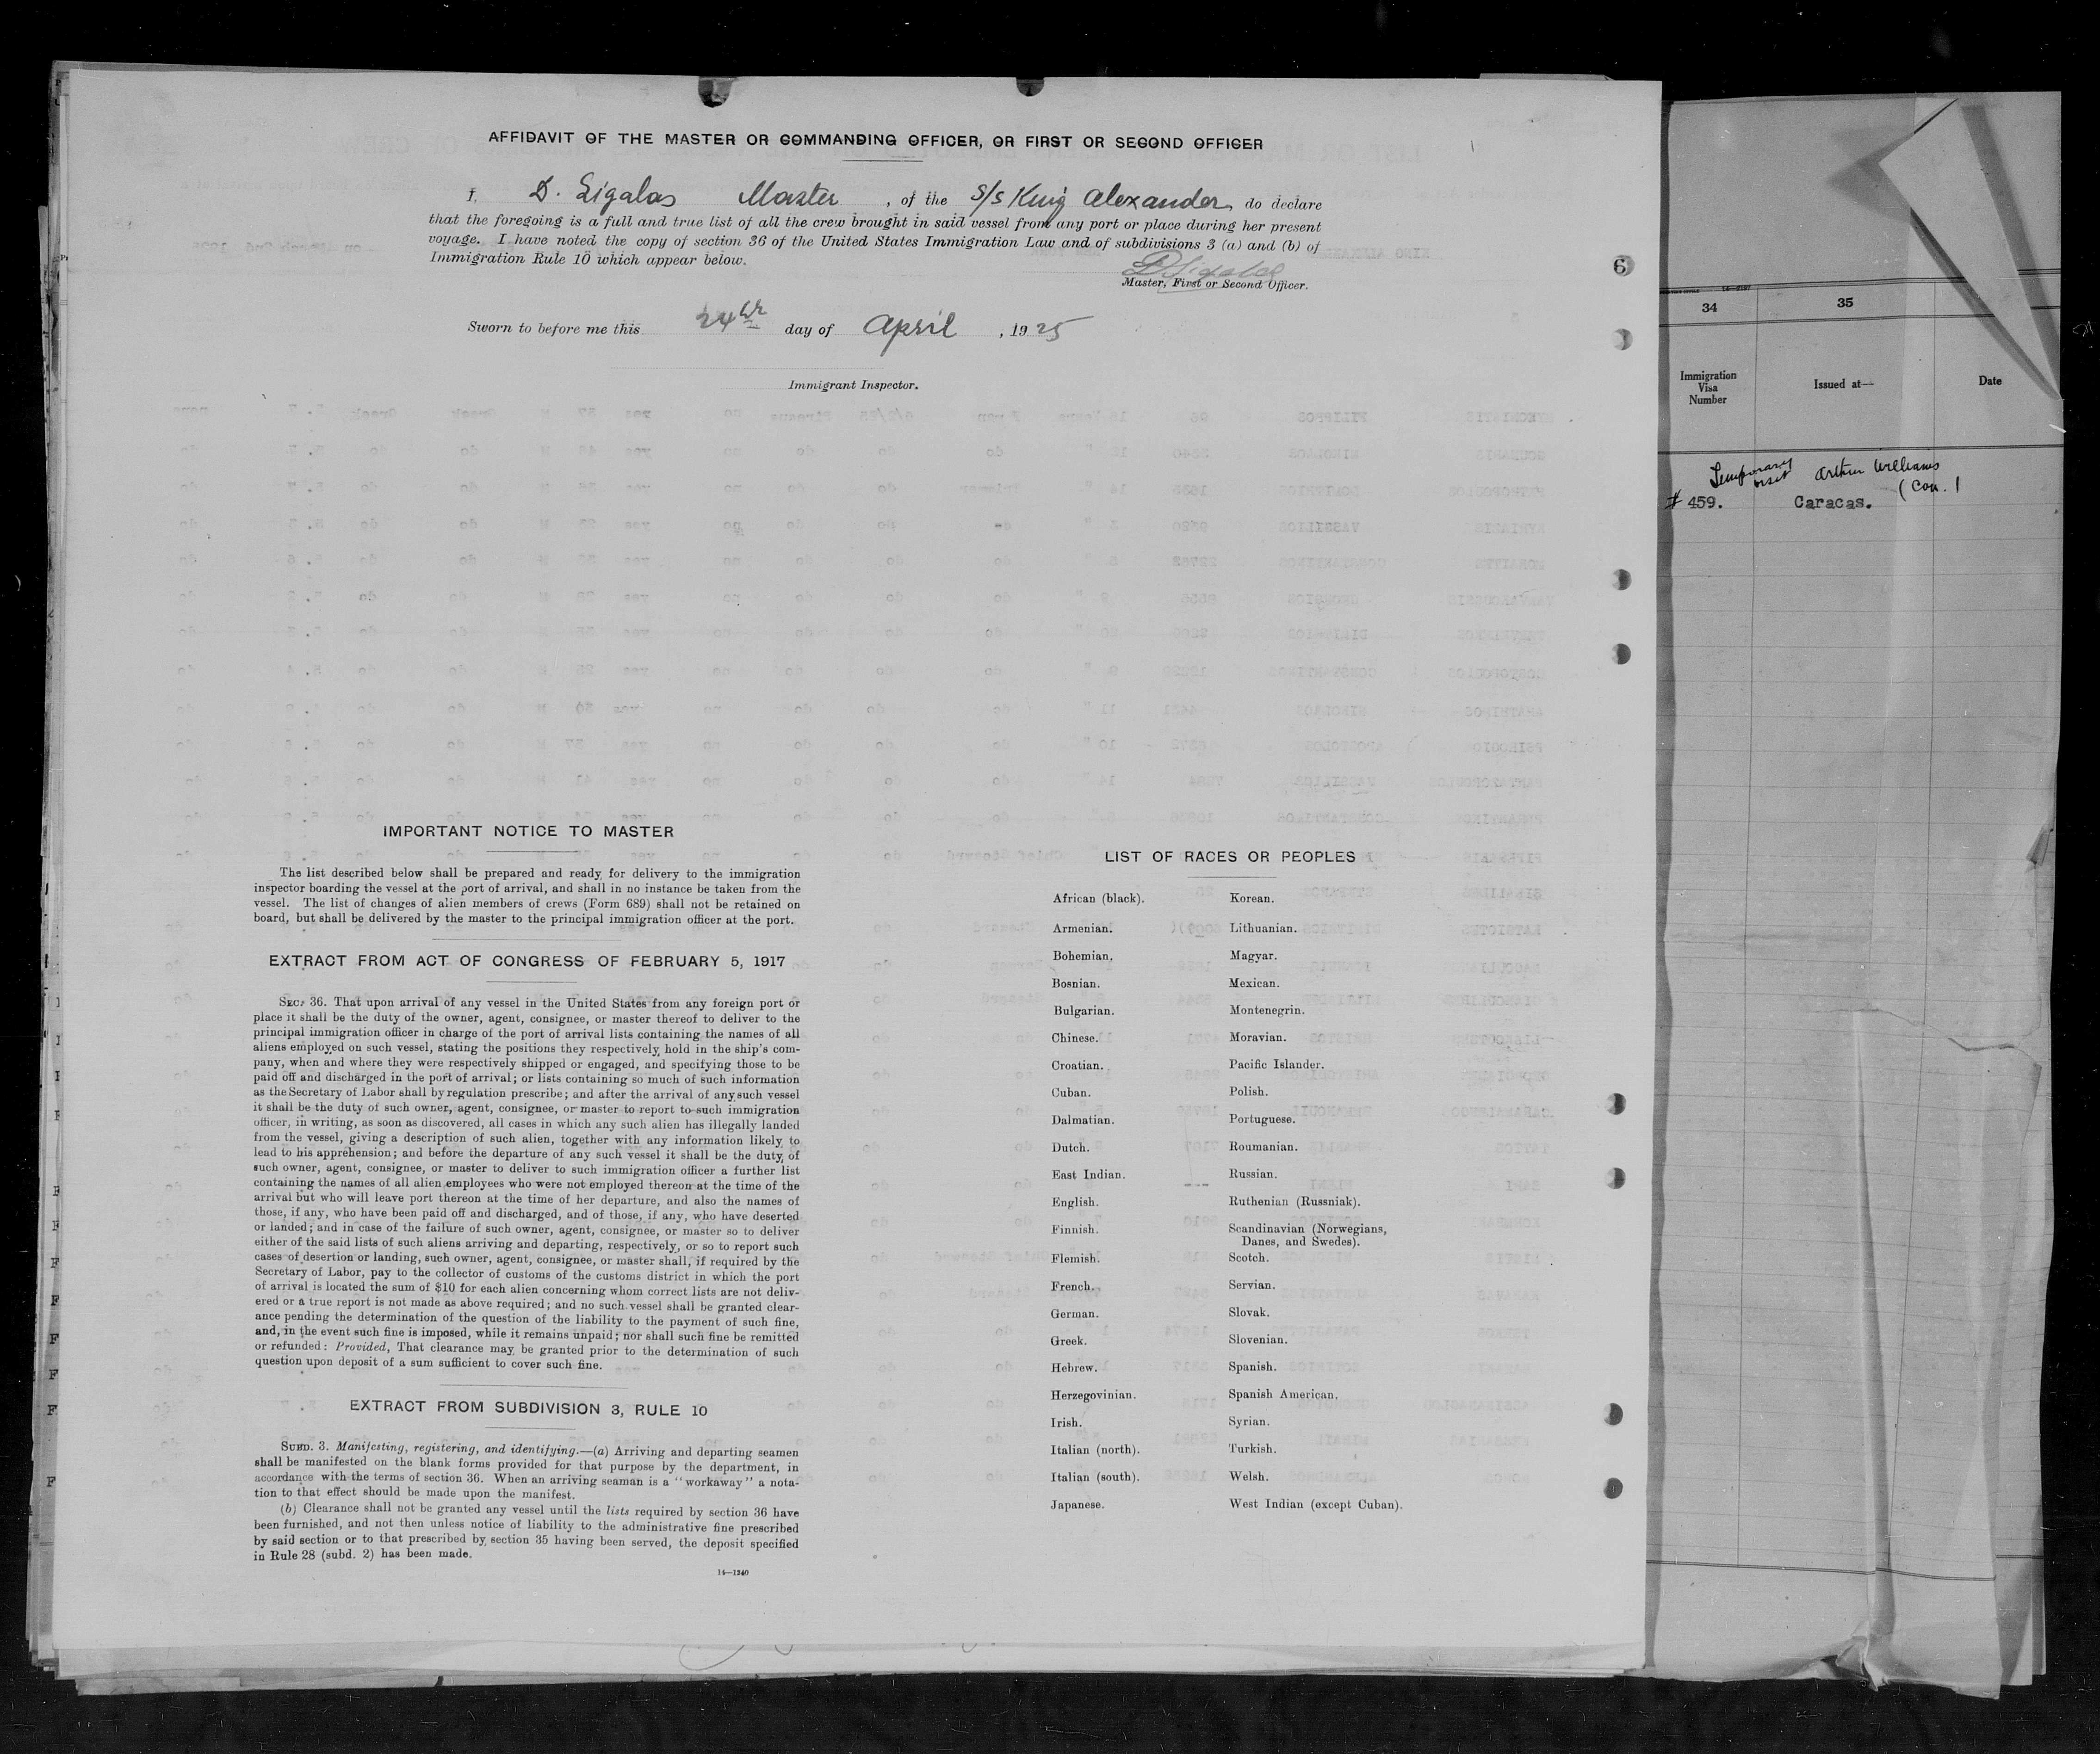 AFFIDAVIT OF THE MASTER OR COMMANDING OFFICER, OR FIRST OR SECOND OFFICER
I, D. Sigalas Master, of the S/S King Alexander, do declare
that the foregoing is a full and true list of all the crew brought in said vessel from any port or place during her present
voyage. I have noted the copy of section 36 of the United States Immigration Law and of subdivisions 3 (a) and (b) of
Immigration Rule 10 which appear below.
D Sigalas
Master, First or Second Officer.
Sworn to before me this 24th day of April, 1925
Immigrant Inspector.
IMPORTANT NOTICE TO MASTER
The list described below shall be prepared and ready for delivery to the immigration
inspector boarding the vessel at the port of arrival, and shall in no instance be taken from the
vessel. The list of changes of alien members of crews (Form 689) shall not be retained on
board, but shall be delivered by the master to the principal immigration officer at the port.
EXTRACT FROM ACT OF CONGRESS OF FEBRUARY 5, 1917
SEC. 36. That upon arrival of any vessel in the United States from any foreign port or
place it shall be the duty of the owner, agent, consignee, or master thereof to deliver to the
principal immigration officer in charge of the port of arrival lists containing the names of all
aliens employed on such vessel, stating the positions they respectively hold in the ship's com-
pany, when and where they were respectively shipped or engaged, and specifying those to be
paid off and discharged in the port of arrival; or lists containing so much of such information
as the Secretary of Labor shall by regulation prescribe; and after the arrival of any such vessel
it shall be the duty of such owner, agent, consignee, or master to report to such immigration
officer, in writing, as soon as discovered, all cases in which any such alien has illegally landed
from the vessel, giving a description of such alien, together with any information likely to
lead to his apprehension; and before the departure of any such vessel it shall be the duty of
such owner, agent, consignee, or master to deliver to such immigration officer a further list
containing the names of all alien employees who were not employed thereon at the time of the
arrival but who will leave port thereon at the time of her departure, and also the names of
those, if any, who have been paid off and discharged, and of those, if any, who have deserted
or landed; and in case of the failure of such owner, agent, consignee, or master so to deliver
either of the said lists of such aliens arriving and departing, respectively, or so to report such
cases of desertion or landing, such owner, agent, consignee, or master shall, if required by the
Secretary of Labor, pay to the collector of customs of the customs district in which the port
of arrival is located the sum of $10 for each alien concerning whom correct lists are not deliv-
ered or a true report is not made as above required; and no such vessel shall be granted clear-
ance pending the determination of the question of the liability to the payment of such fine,
and, in the event such fine is imposed, while it remains unpaid; nor shall such fine be remitted
or refunded: Provided, That clearance may be granted prior to the determination of such
question upon deposit of a sum sufficient to cover such fine.
EXTRACT FROM SUBDIVISION 3, RULE 10
SUBD. 3. Manifesting, registering, and identifying.—(a) Arriving and departing seamen
shall be manifested on the blank forms provided for that purpose by the department, in
accordance with the terms of section 36. When an arriving seaman is a "workaway" a nota-
tion to that effect should be made upon the manifest.
(b) Clearance shall not be granted any vessel until the lists required by section 36 have
been furnished, and not then unless notice of liability to the administrative fine prescribed
by said section or to that prescribed by section 35 having been served, the deposit specified
in Rule 28 (subd. 2) has been made.
14—1240
LIST OF RACES OR PEOPLES
African (black).
Armenian.
Bohemian.
Bosnian.
Bulgarian.
Chinese.
Croatian.
Cuban.
Dalmatian.
Dutch.
East Indian.
English.
Finnish.
Flemish.
French.
German.
Greek.
Hebrew.
Herzegovinian.
Irish.
Italian (north).
Italian (south).
Japanese.
Korean.
Lithuanian.
Magyar.
Mexican.
Montenegrin.
Moravian.
Pacific Islander.
Polish.
Portuguese.
Roumanian.
Russian.
Ruthenian (Russniak).
Scandinavian (Norwegians,
Danes, and Swedes).
Scotch.
Servian.
Slovak.
Slovenian.
Spanish.
Spanish American.
Syrian.
Turkish.
Welsh.
West Indian (except Cuban).
6
34 35
Immigration
Visa
Number
Issued at—
Date
Temporary visit
Arthur Williams
(Con.)
# 459. Caracas.